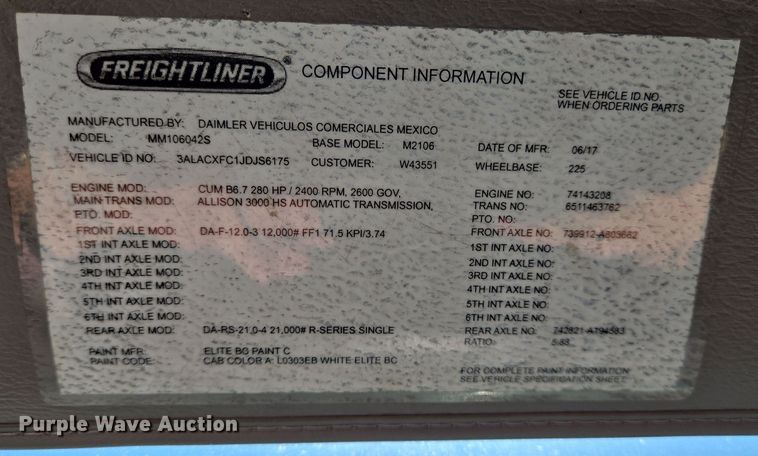 FREIGHTLINER
COMPONENT INFORMATION
SEE VEHICLE ID NO.
WHEN ORDERING PARTS
MANUFACTURED BY: DAIMLER VEHICULOS COMERCIALES MEXICO
MODEL: MM106042S BASE MODEL: M2106 DATE OF MFR: 06/17
VEHICLE ID NO: 3ALACXFC1JDJS6175 CUSTOMER: W43551 WHEELBASE: 225
ENGINE MOD: CUM B6.7 280 HP / 2400 RPM, 2600 GOV, ENGINE NO: 74143208
MAIN TRANS MOD: ALLISON 3000 HS AUTOMATIC TRANSMISSION, TRANS NO: 6511463762
PTO. MOD: PTO. NO:
FRONT AXLE MOD: DA-F-12.0-3 12,000# FF1 71.5 KPI/3.74 FRONT AXLE NO: 739912-A803662
1ST INT AXLE MOD: 1ST INT AXLE NO:
2ND INT AXLE MOD: 2ND INT AXLE NO:
3RD INT AXLE MOD: 3RD INT AXLE NO:
4TH INT AXLE MOD: 4TH INT AXLE NO:
5TH INT AXLE MOD: 5TH INT AXLE NO:
6TH INT AXLE MOD: 6TH INT AXLE NO:
REAR AXLE MOD: DA-RS-21.0-4 21,000# R-SERIES SINGLE REAR AXLE NO: 742821-A794583
RATIO: 5.88
PAINT MFR: ELITE BC PAINT C
PAINT CODE: CAB COLOR A: L0303EB WHITE ELITE BC
FOR COMPLETE PAINT INFORMATION
SEE VEHICLE SPECIFICATION SHEET.
Purple Wave Auction